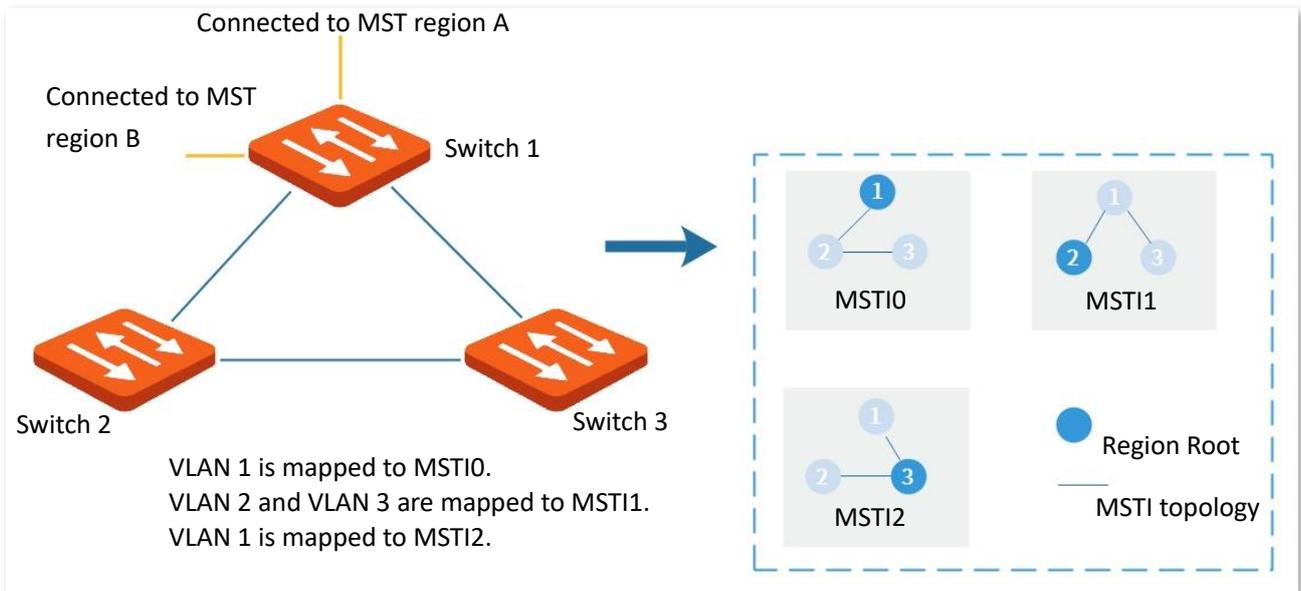 Connected to MST region A
Connected to MST
region B
Switch 1
Switch 2
Switch 3
VLAN 1 is mapped to MSTI0.
VLAN 2 and VLAN 3 are mapped to MSTI1.
VLAN 1 is mapped to MSTI2.
1
2
3
MSTI0
1
2
3
MSTI1
1
2
3
MSTI2
Region Root
MSTI topology